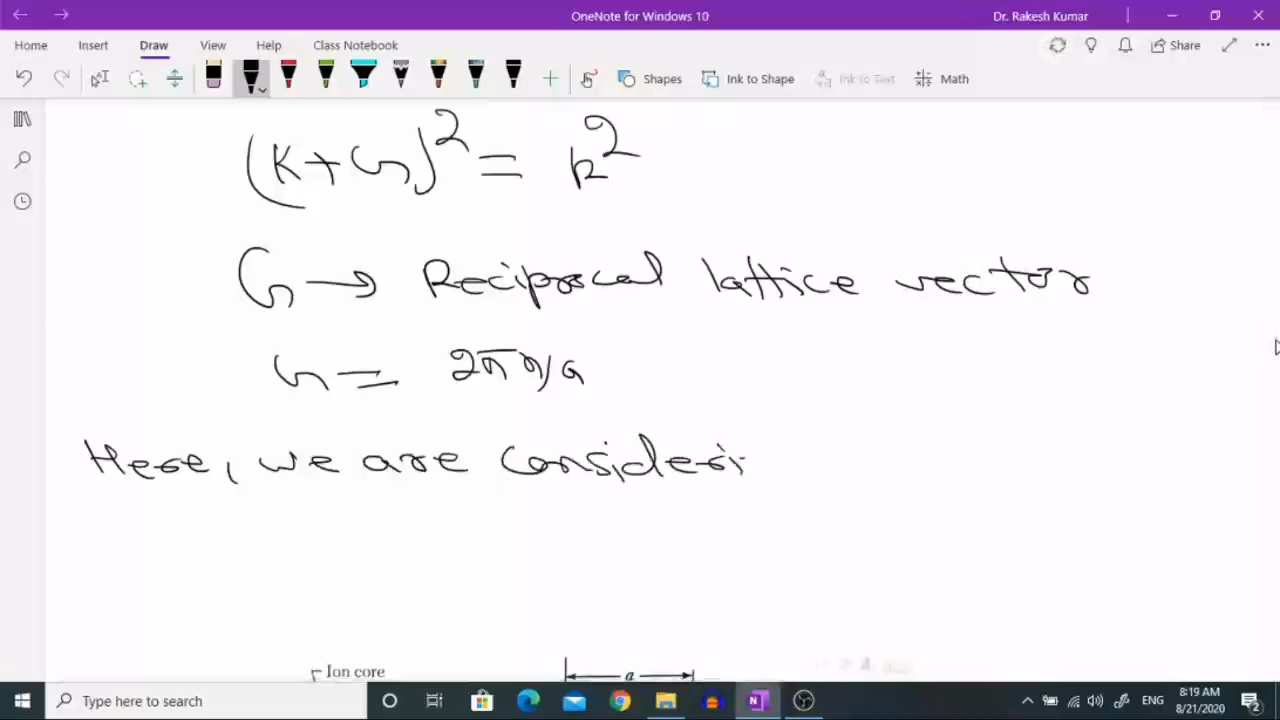 OneNote for Windows 10
Dr. Rakesh Kumar
Home Insert Draw View Help Class Notebook Share
Shapes Ink to Shape Ink to Text Math
(K+G)² = k²
G → Reciprocal lattice vector
G = 2πn/a
Here, we are consideri
Ion core
a
Type here to search
ENG
8:19 AM
8/21/2020
2